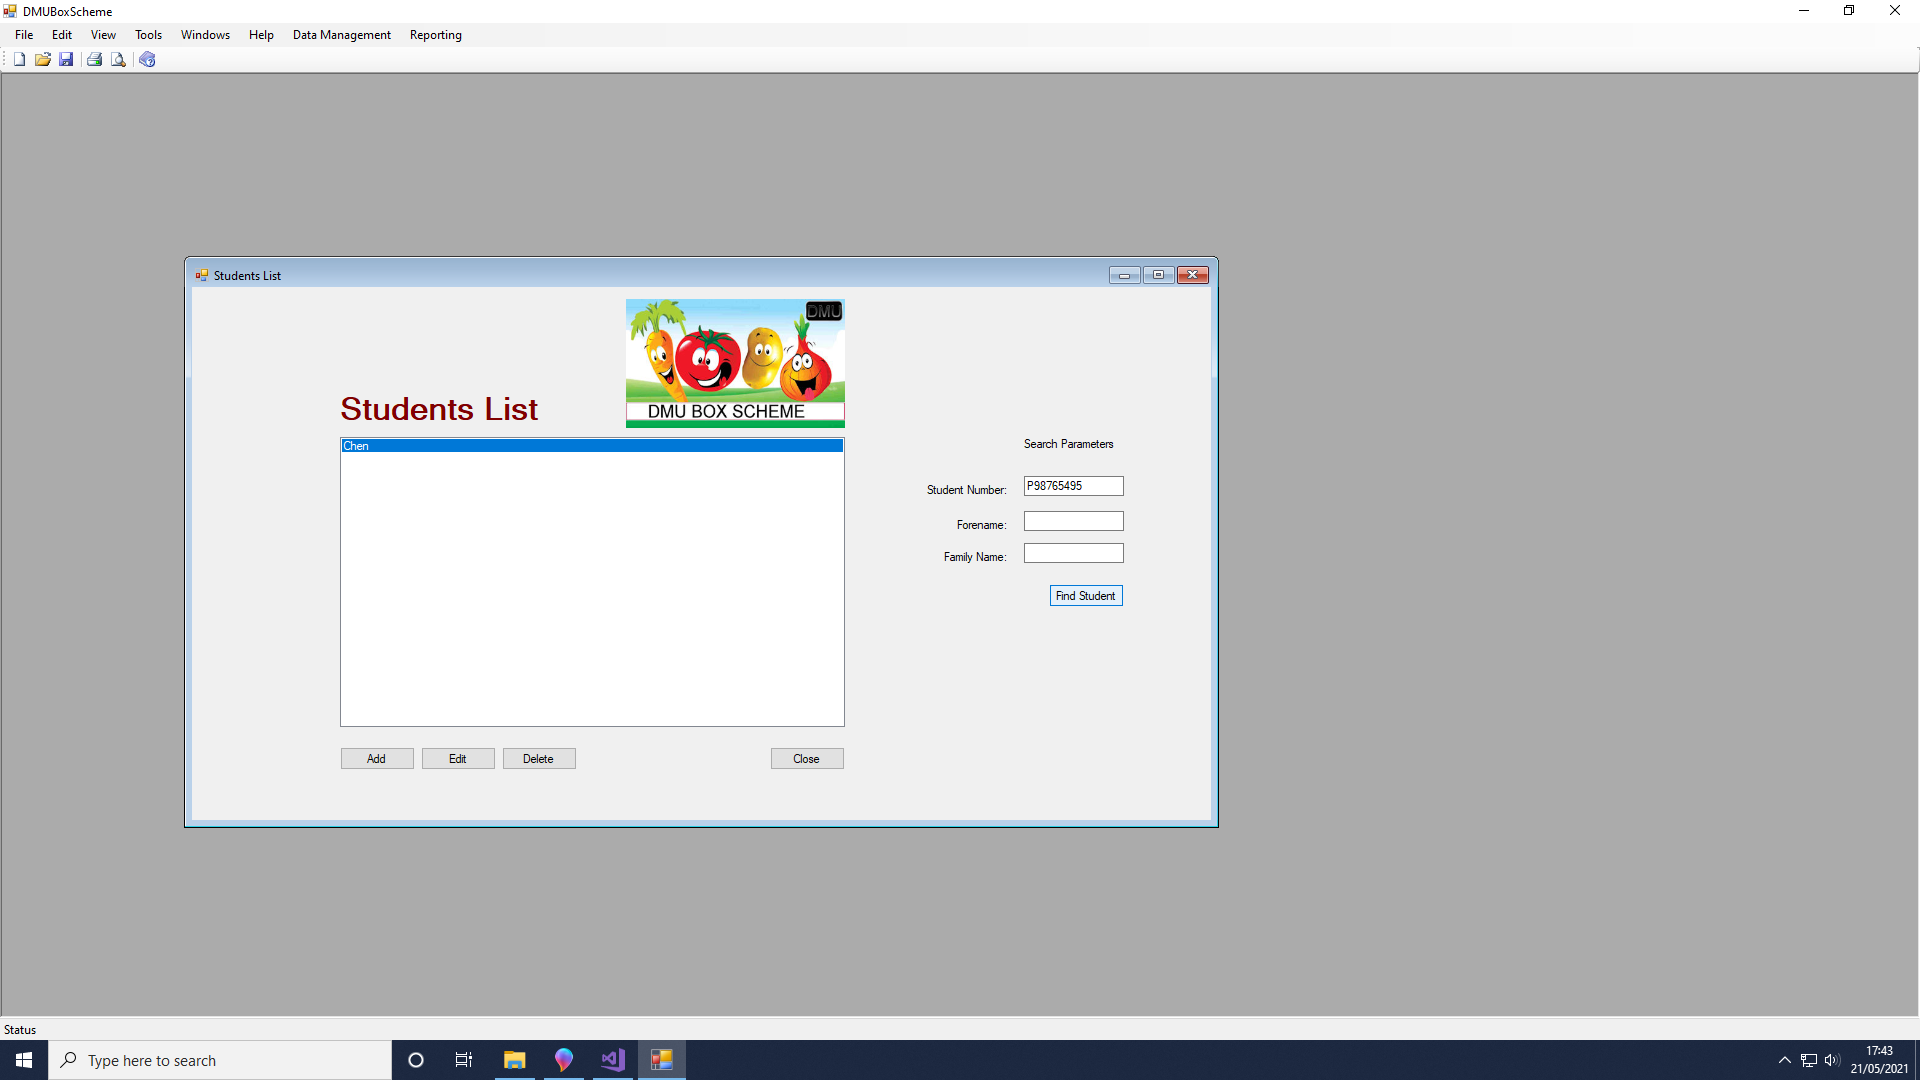 DMUBoxScheme
File Edit View Tools Windows Help Data Management Reporting
Students List
DMU
DMU BOX SCHEME
Students List
Chen
Search Parameters
Student Number: P98765495
Forename:
Family Name:
Find Student
Add Edit Delete Close
Status
Type here to search
17:43
21/05/2021